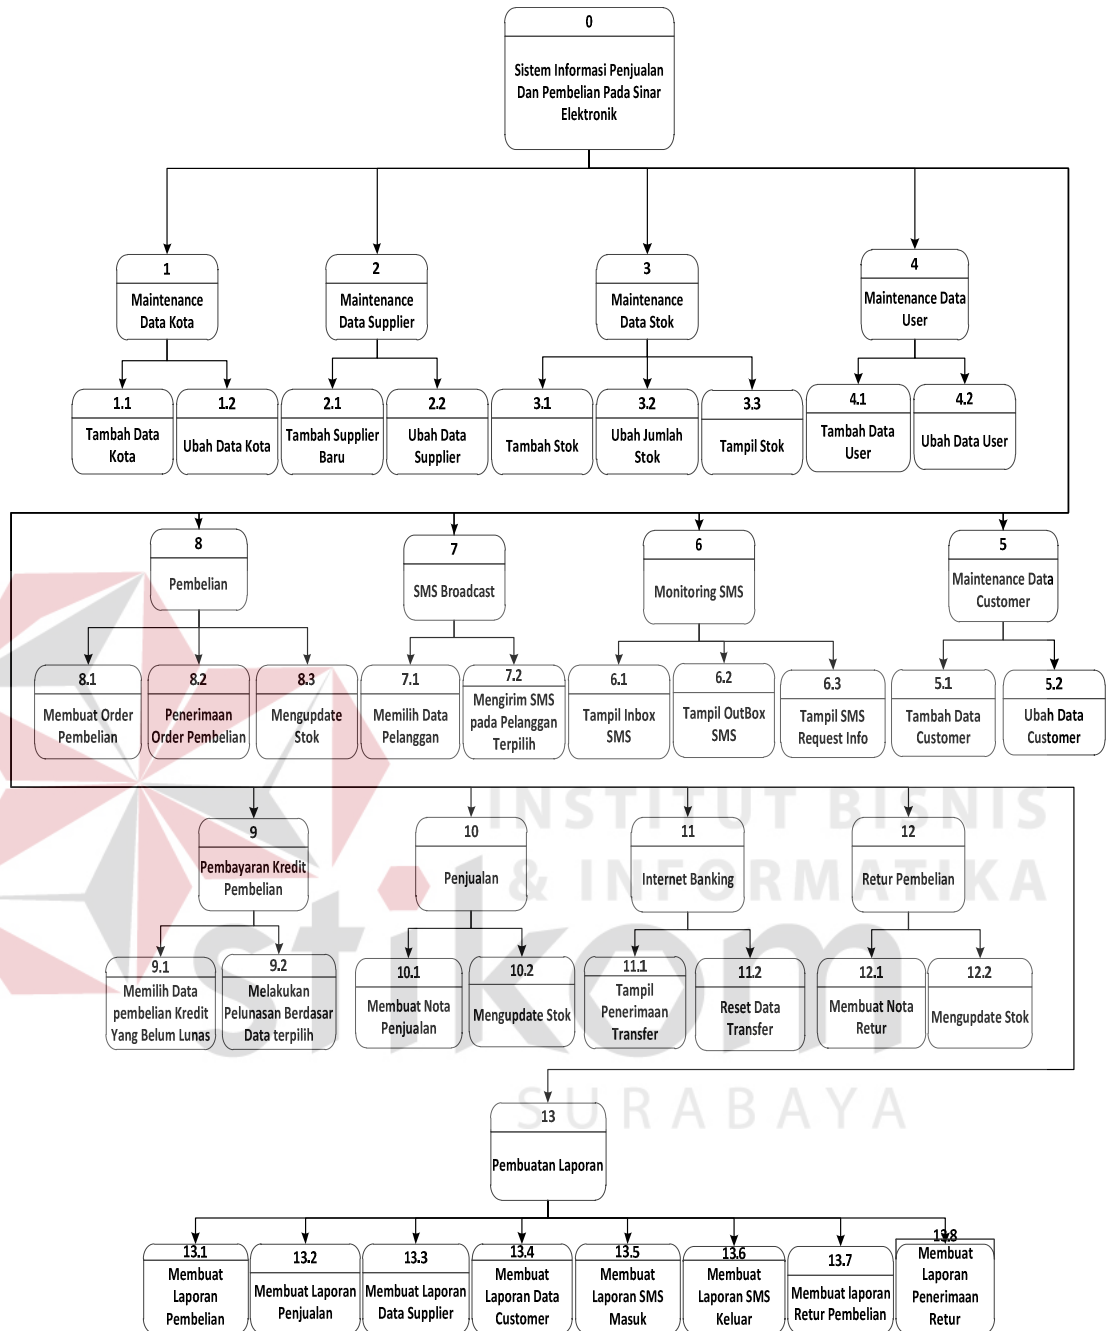 0
Sistem Informasi Penjualan
Dan Pembelian Pada Sinar
Elektronik
1
Maintenance
Data Kota
2
Maintenance
Data Supplier
3
Maintenance
Data Stok
4
Maintenance Data
User
1.1
Tambah Data
Kota
1.2
Ubah Data Kota
2.1
Tambah Supplier
Baru
2.2
Ubah Data
Supplier
3.1
Tambah Stok
3.2
Ubah Jumlah
Stok
3.3
Tampil Stok
4.1
Tambah Data
User
4.2
Ubah Data User
8
Pembelian
7
SMS Broadcast
6
Monitoring SMS
5
Maintenance Data
Customer
8.1
Membuat Order
Pembelian
8.2
Penerimaan
Order Pembelian
8.3
Mengupdate
Stok
7.1
Memilih Data
Pelanggan
7.2
Mengirim SMS
pada Pelanggan
Terpilih
6.1
Tampil Inbox
SMS
6.2
Tampil OutBox
SMS
6.3
Tampil SMS
Request Info
5.1
Tambah Data
Customer
5.2
Ubah Data
Customer
INSTITUT BISNIS
& INFORMATIKA
stikom
SURABAYA
9
Pembayaran Kredit
Pembelian
10
Penjualan
11
Internet Banking
12
Retur Pembelian
9.1
Memilih Data
pembelian Kredit
Yang Belum Lunas
9.2
Melakukan
Pelunasan Berdasar
Data terpilih
10.1
Membuat Nota
Penjualan
10.2
Mengupdate Stok
11.1
Tampil
Penerimaan
Transfer
11.2
Reset Data
Transfer
12.1
Membuat Nota
Retur
12.2
Mengupdate Stok
13
Pembuatan Laporan
13.1
Membuat
Laporan
Pembelian
13.2
Membuat Laporan
Penjualan
13.3
Membuat Laporan
Data Supplier
13.4
Membuat
Laporan Data
Customer
13.5
Membuat
Laporan SMS
Masuk
13.6
Membuat
Laporan SMS
Keluar
13.7
Membuat laporan
Retur Pembelian
13.8
Membuat
Laporan
Penerimaan
Retur